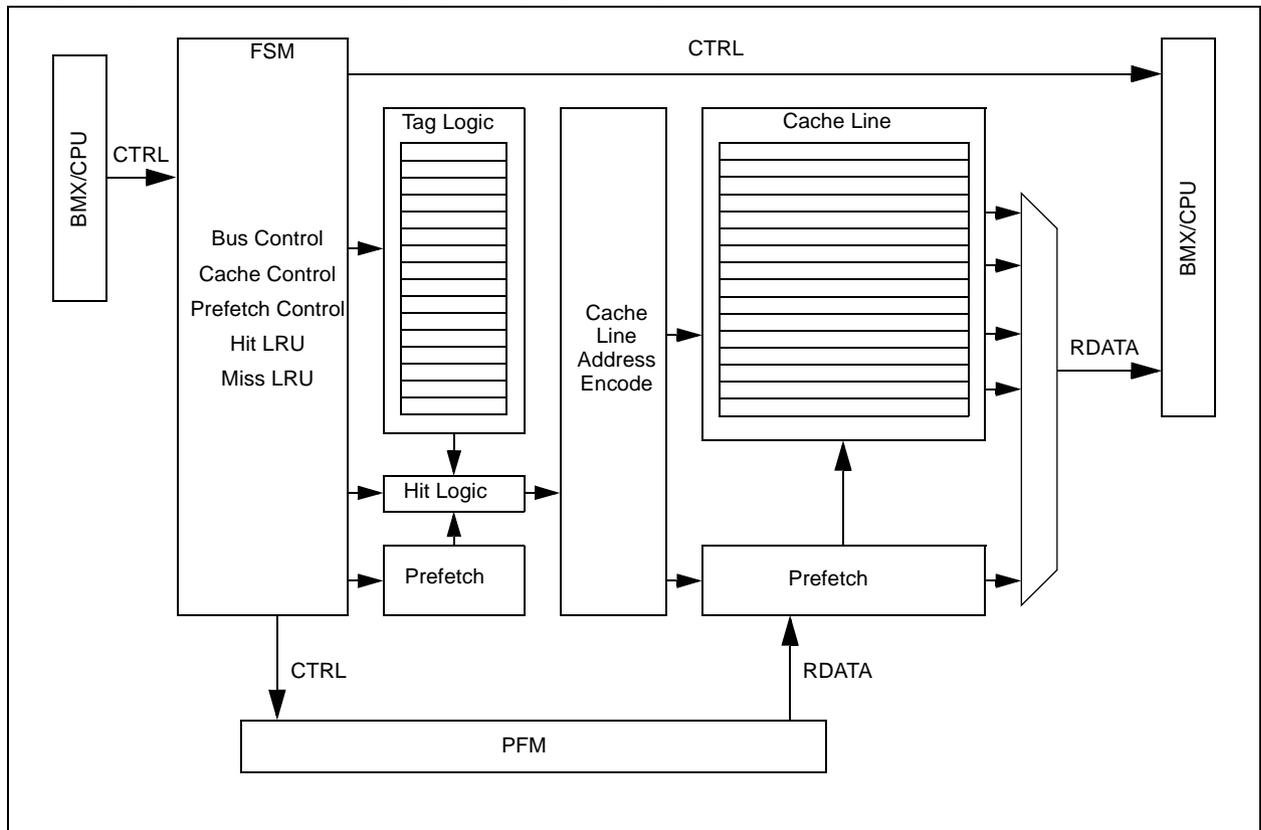 FSM
CTRL
BMX/CPU
CTRL
Tag Logic
Cache Line
BMX/CPU
Bus Control
Cache Control
Prefetch Control
Hit LRU
Miss LRU
Cache
Line
Address
Encode
RDATA
Hit Logic
Prefetch
Prefetch
CTRL
RDATA
PFM